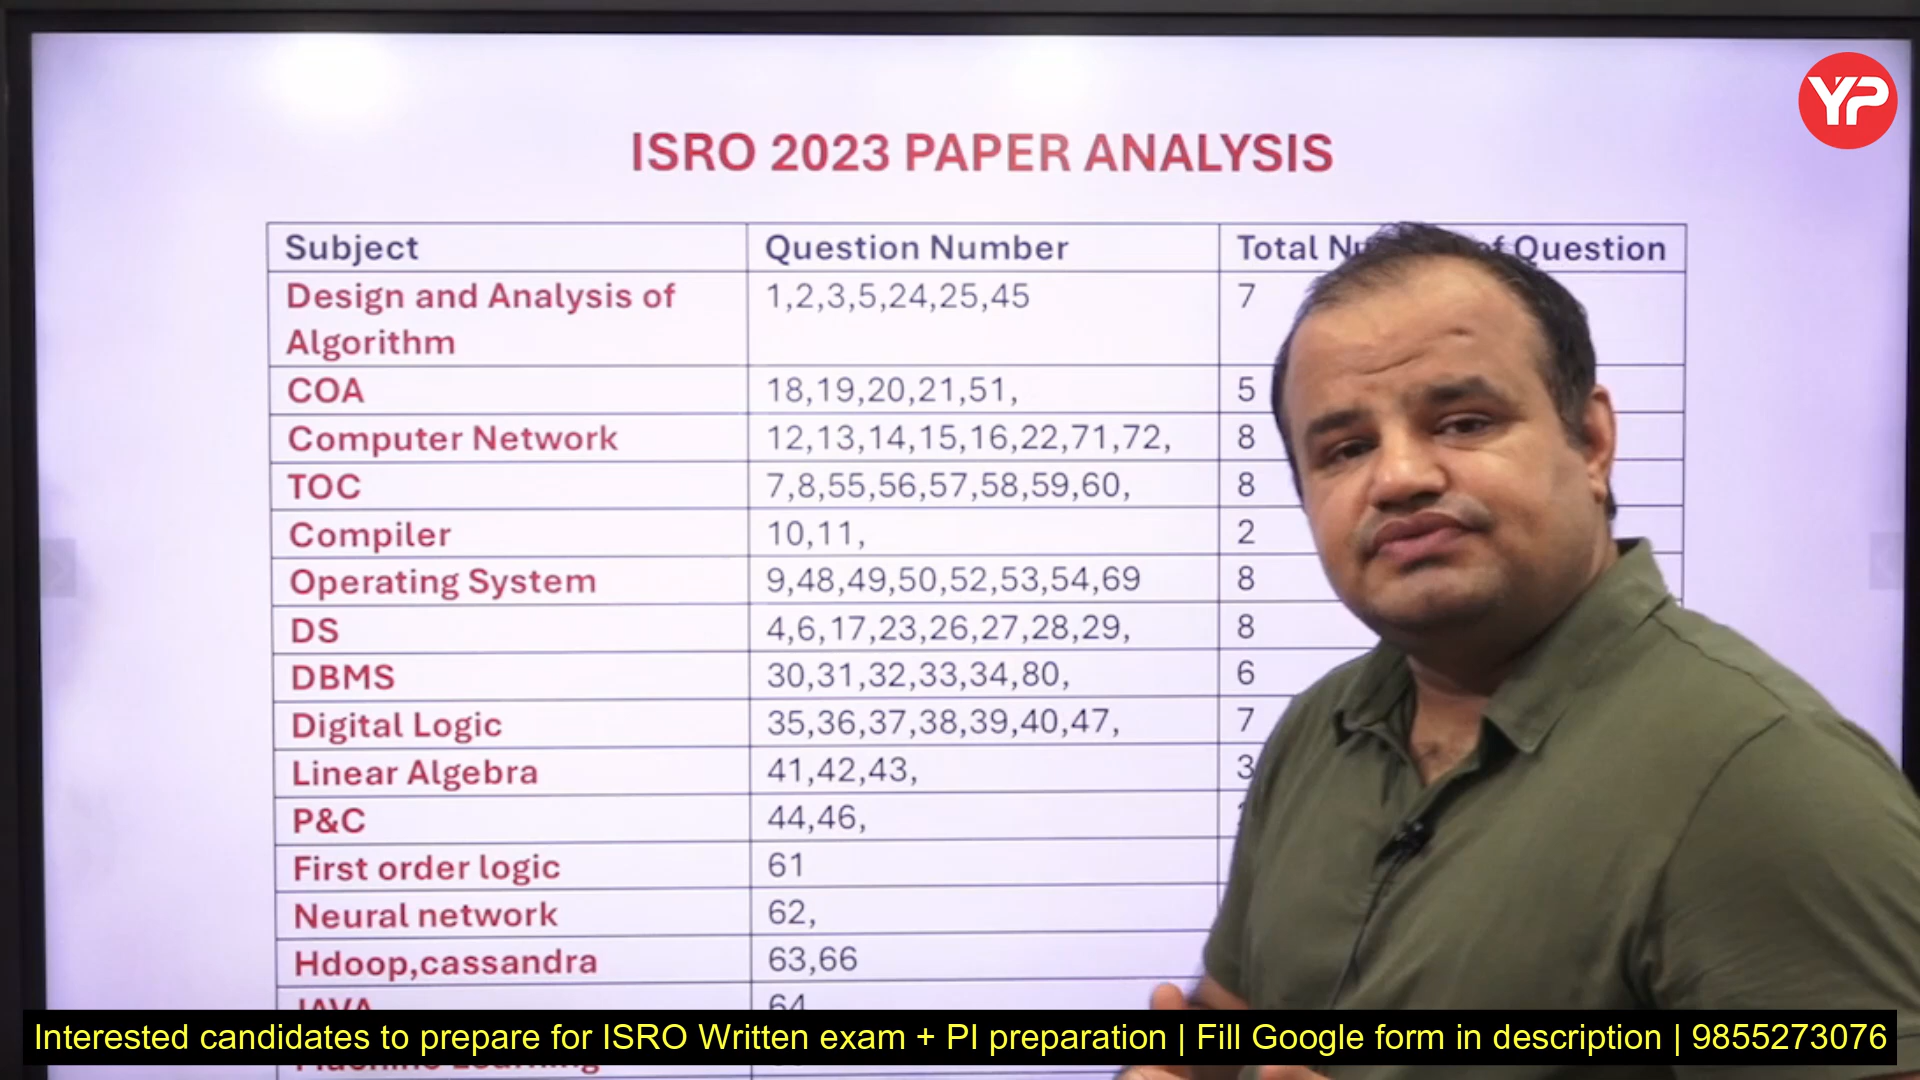 YP
ISRO 2023 PAPER ANALYSIS
Subject Question Number Total of Question
Design and Analysis of Algorithm 1,2,3,5,24,25,45 7
COA 18,19,20,21,51, 5
Computer Network 12,13,14,15,16,22,71,72, 8
TOC 7,8,55,56,57,58,59,60, 8
Compiler 10,11, 2
Operating System 9,48,49,50,52,53,54,69 8
DS 4,6,17,23,26,27,28,29, 8
DBMS 30,31,32,33,34,80, 6
Digital Logic 35,36,37,38,39,40,47, 7
Linear Algebra 41,42,43, 3
P&C 44,46,
First order logic 61
Neural network 62,
Hdoop,cassandra 63,66
JAVA 64
Interested candidates to prepare for ISRO Written exam + PI preparation | Fill Google form in description | 9855273076